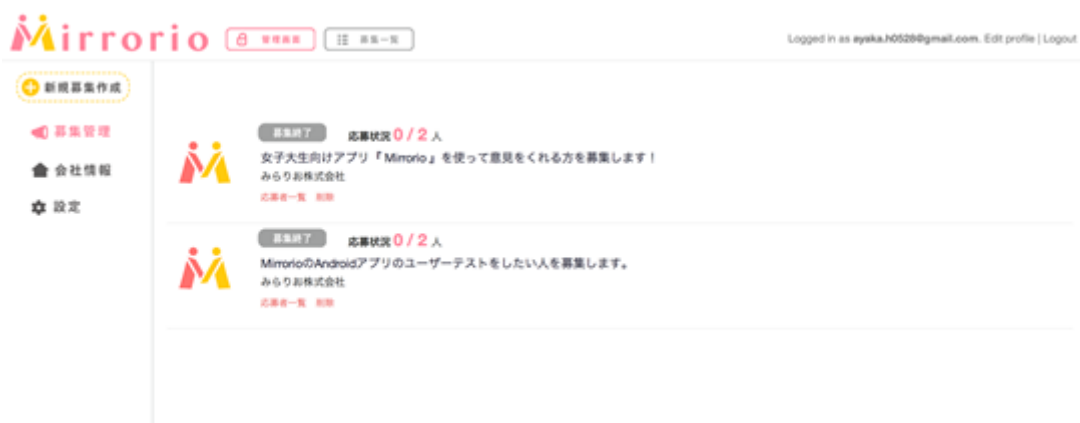 Mirrorio 管理画面 募集一覧
Logged in as ayaka.h0528@gmail.com. Edit profile | Logout
新規募集作成
募集管理
会社情報
設定
募集終了 応募状況 0 / 2 人
女子大生向けアプリ『 Mirrorio 』を使って意見をくれる方を募集します！
みらりお株式会社
応募者一覧 削除
募集終了 応募状況 0 / 2 人
MirrorioのAndroidアプリのユーザーテストをしたい人を募集します。
みらりお株式会社
応募者一覧 削除